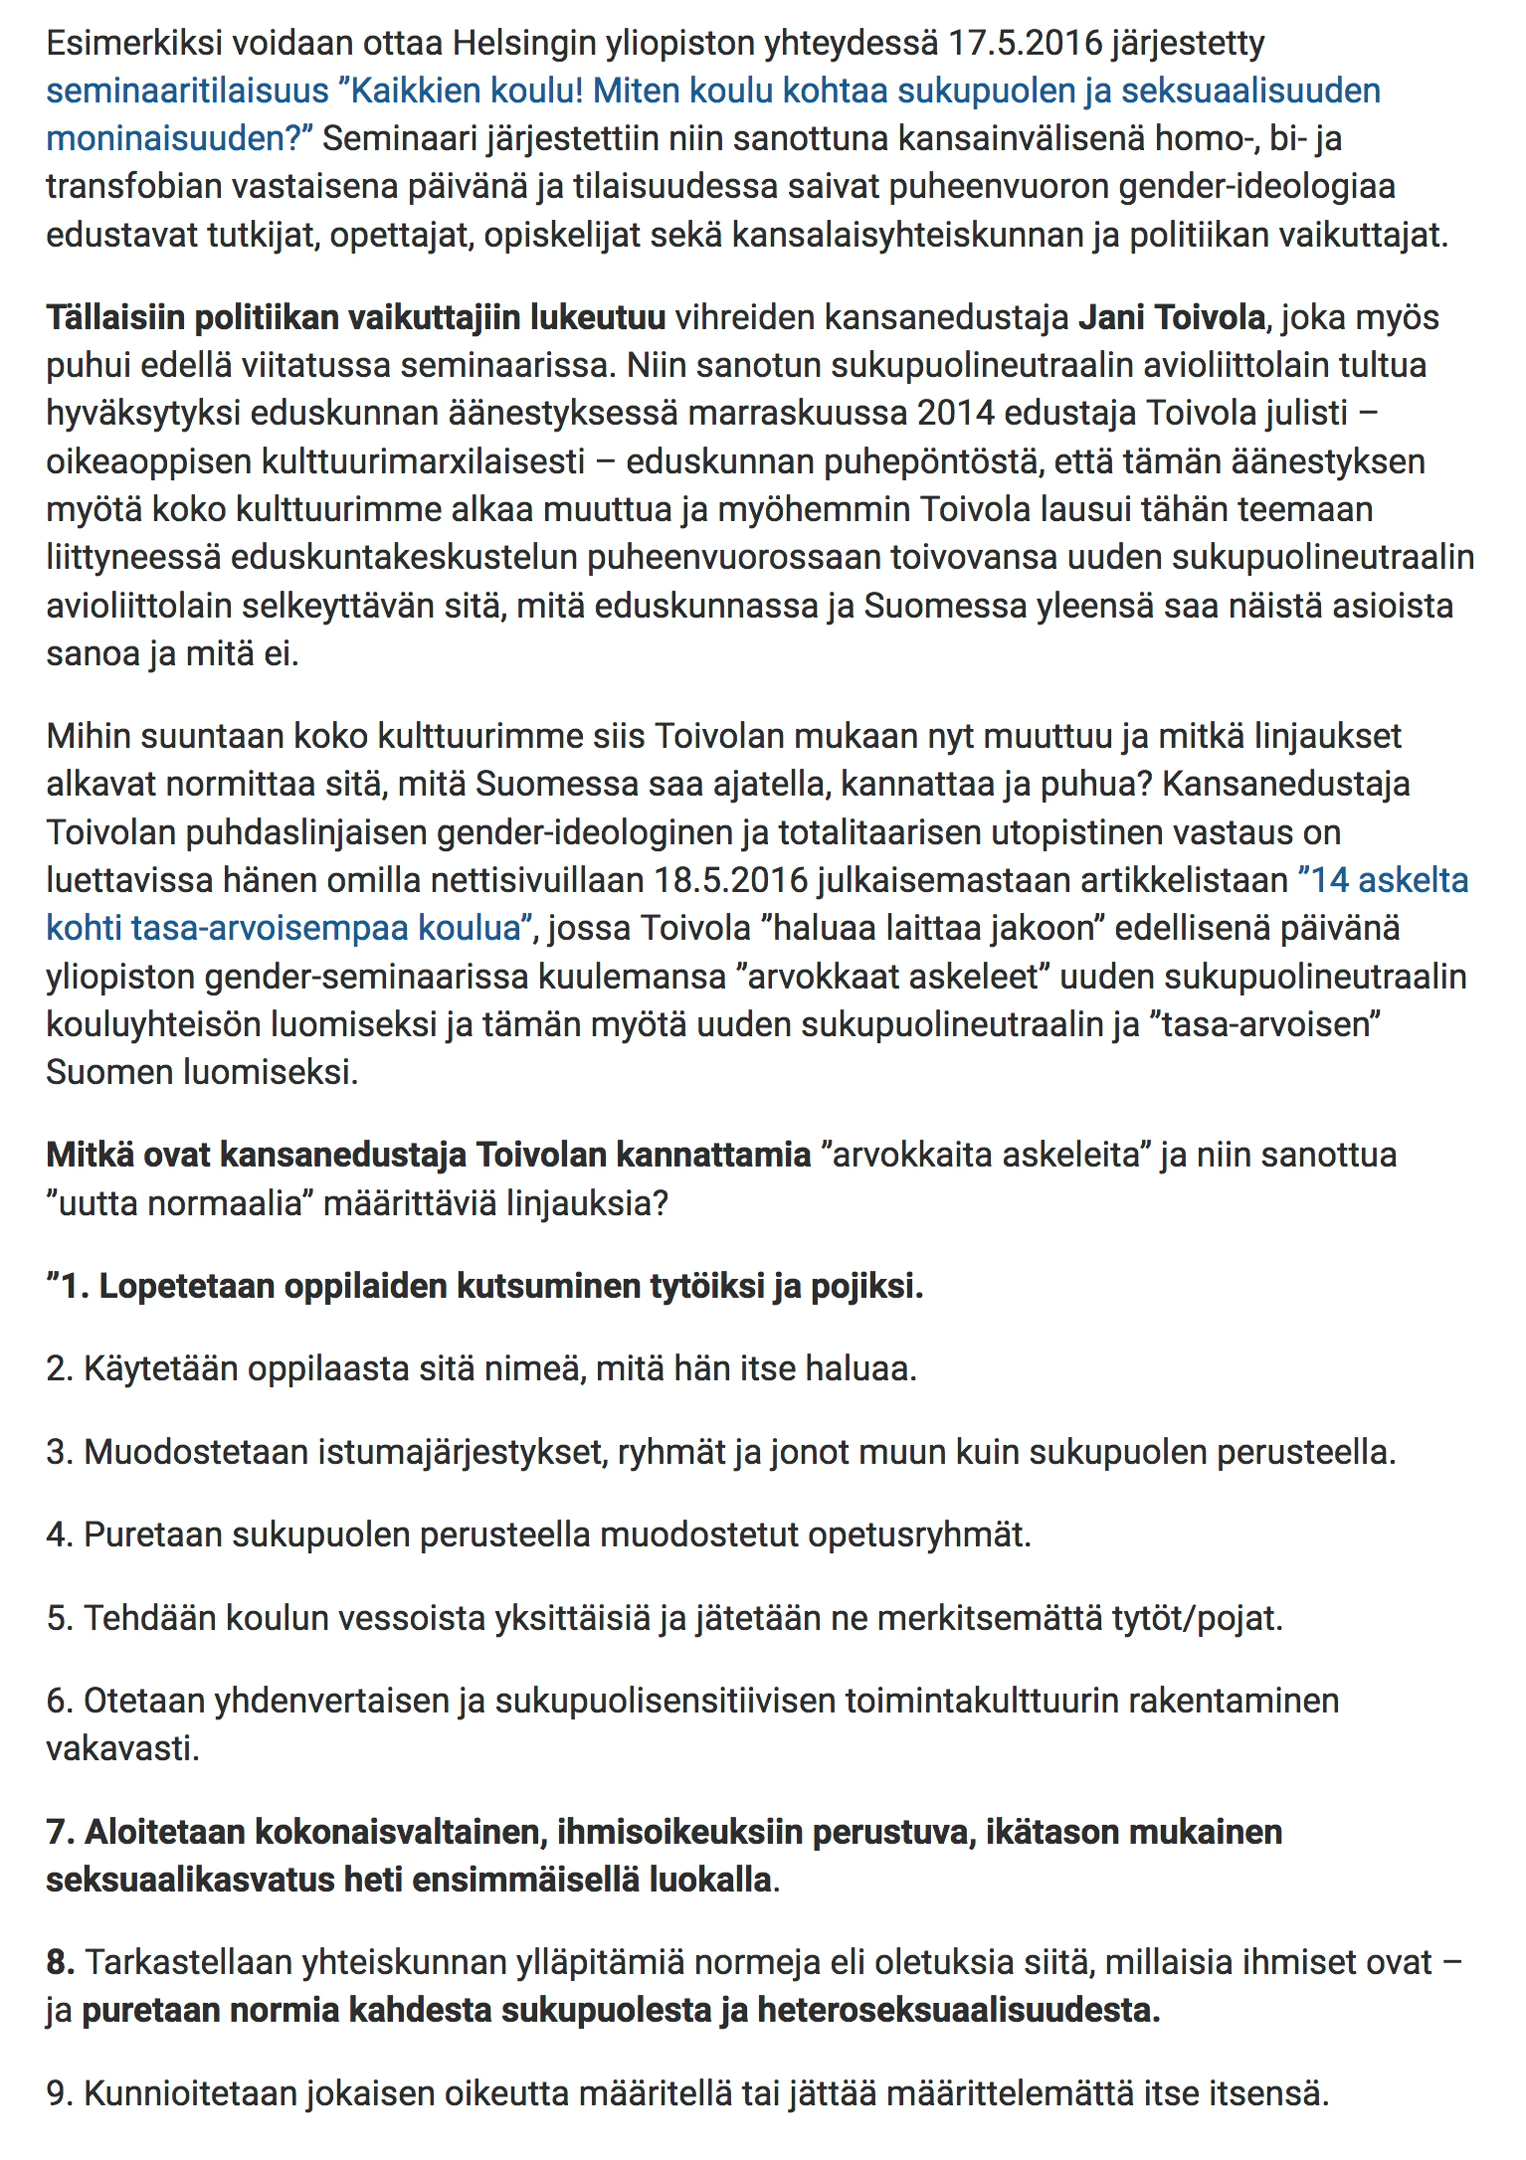 Esimerkiksi voidaan ottaa Helsingin yliopiston yhteydessä 17.5.2016 järjestetty
seminaaritilaisuus ”Kaikkien koulu! Miten koulu kohtaa sukupuolen ja seksuaalisuuden
moninaisuuden?” Seminaari järjestettiin niin sanottuna kansainvälisenä homo-, bi- ja
transfobian vastaisena päivänä ja tilaisuudessa saivat puheenvuoron gender-ideologiaa
edustavat tutkijat, opettajat, opiskelijat sekä kansalaisyhteiskunnan ja politiikan vaikuttajat.
Tällaisiin politiikan vaikuttajiin lukeutuu vihreiden kansanedustaja Jani Toivola, joka myös
puhui edellä viitatussa seminaarissa. Niin sanotun sukupuolineutraalin avioliittolain tultua
hyväksytyksi eduskunnan äänestyksessä marraskuussa 2014 edustaja Toivola julisti –
oikeaoppisen kulttuurimarxilaisesti – eduskunnan puhepöntöstä, että tämän äänestyksen
myötä koko kulttuurimme alkaa muuttua ja myöhemmin Toivola lausui tähän teemaan
liittyneessä eduskuntakeskustelun puheenvuorossaan toivovansa uuden sukupuolineutraalin
avioliittolain selkeyttävän sitä, mitä eduskunnassa ja Suomessa yleensä saa näistä asioista
sanoa ja mitä ei.
Mihin suuntaan koko kulttuurimme siis Toivolan mukaan nyt muuttuu ja mitkä linjaukset
alkavat normittaa sitä, mitä Suomessa saa ajatella, kannattaa ja puhua? Kansanedustaja
Toivolan puhdaslinjaisen gender-ideologinen ja totalitaarisen utopistinen vastaus on
luettavissa hänen omilla nettisivuillaan 18.5.2016 julkaisemastaan artikkelistaan ”14 askelta
kohti tasa-arvoisempaa koulua”, jossa Toivola ”haluaa laittaa jakoon” edellisenä päivänä
yliopiston gender-seminaarissa kuulemansa ”arvokkaat askeleet” uuden sukupuolineutraalin
kouluyhteisön luomiseksi ja tämän myötä uuden sukupuolineutraalin ja ”tasa-arvoisen”
Suomen luomiseksi.
Mitkä ovat kansanedustaja Toivolan kannattamia ”arvokkaita askeleita” ja niin sanottua
”uutta normaalia” määrittäviä linjauksia?
”1. Lopetetaan oppilaiden kutsuminen tytöiksi ja pojiksi.
2. Käytetään oppilaasta sitä nimeä, mitä hän itse haluaa.
3. Muodostetaan istumajärjestykset, ryhmät ja jonot muun kuin sukupuolen perusteella.
4. Puretaan sukupuolen perusteella muodostetut opetusryhmät.
5. Tehdään koulun vessoista yksittäisiä ja jätetään ne merkitsemättä tytöt/pojat.
6. Otetaan yhdenvertaisen ja sukupuolisensitiivisen toimintakulttuurin rakentaminen
vakavasti.
7. Aloitetaan kokonaisvaltainen, ihmisoikeuksiin perustuva, ikätason mukainen
seksuaalikasvatus heti ensimmäisellä luokalla.
8. Tarkastellaan yhteiskunnan ylläpitämiä normeja eli oletuksia siitä, millaisia ihmiset ovat –
ja puretaan normia kahdesta sukupuolesta ja heteroseksuaalisuudesta.
9. Kunnioitetaan jokaisen oikeutta määritellä tai jättää määrittelemättä itse itsensä.